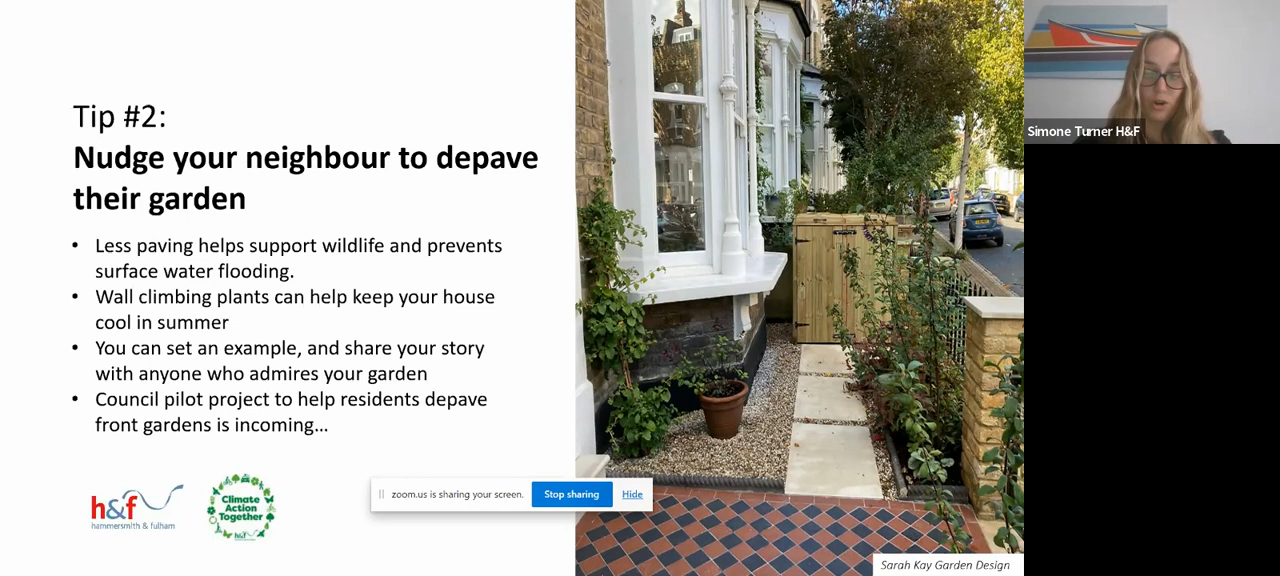 Tip #2:
Nudge your neighbour to depave
their garden
• Less paving helps support wildlife and prevents
surface water flooding.
• Wall climbing plants can help keep your house
cool in summer
• You can set an example, and share your story
with anyone who admires your garden
• Council pilot project to help residents depave
front gardens is incoming…
h&f
hammersmith & fulham
Climate
Action
Together
h&f
zoom.us is sharing your screen.
Stop sharing
Hide
Sarah Kay Garden Design
Simone Turner H&F